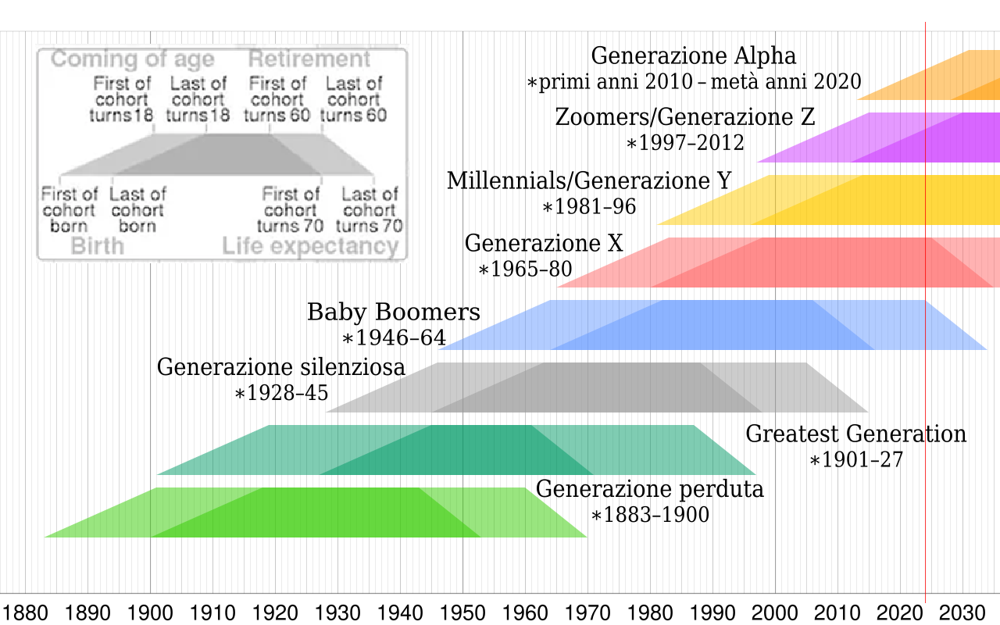 Coming of age Retirement
First of cohort turns 18
Last of cohort turns 18
First of cohort turns 60
Last of cohort turns 60
First of cohort born
Last of cohort born
First of cohort turns 70
Last of cohort turns 70
Birth Life expectancy
Generazione Alpha
*primi anni 2010 – metà anni 2020
Zoomers/Generazione Z
*1997–2012
Millennials/Generazione Y
*1981–96
Generazione X
*1965–80
Baby Boomers
*1946–64
Generazione silenziosa
*1928–45
Greatest Generation
*1901–27
Generazione perduta
*1883–1900
1880 1890 1900 1910 1920 1930 1940 1950 1960 1970 1980 1990 2000 2010 2020 2030